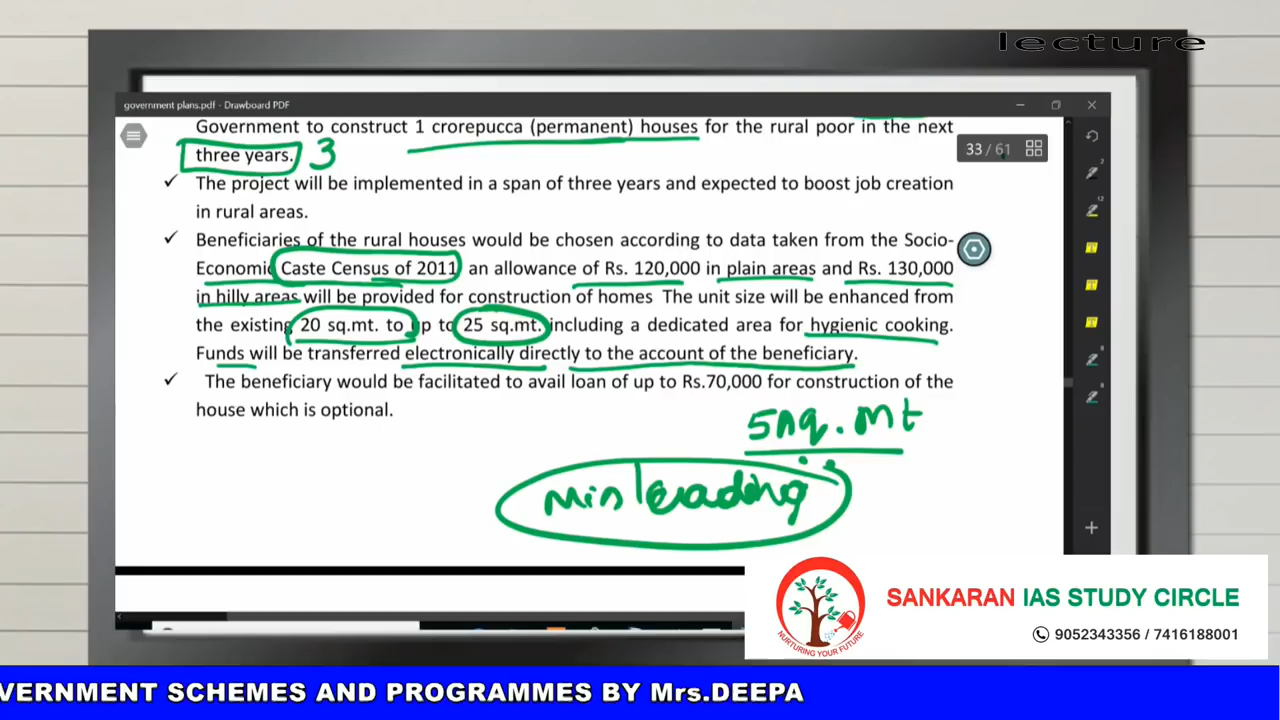 lecture
government plans.pdf - Drawboard PDF
Government to construct 1 crorepucca (permanent) houses for the rural poor in the next
33 / 61
three years. 3
✓ The project will be implemented in a span of three years and expected to boost job creation
in rural areas.
✓ Beneficiaries of the rural houses would be chosen according to data taken from the Socio-
Economic Caste Census of 2011 an allowance of Rs. 120,000 in plain areas and Rs. 130,000
in hilly areas will be provided for construction of homes The unit size will be enhanced from
the existing 20 sq.mt. to up to 25 sq.mt. including a dedicated area for hygienic cooking.
Funds will be transferred electronically directly to the account of the beneficiary.
✓ The beneficiary would be facilitated to avail loan of up to Rs.70,000 for construction of the
house which is optional.
5 sq. mt
misleading
SANKARAN IAS STUDY CIRCLE
NURTURING YOUR FUTURE
9052343356 / 7416188001
VERNMENT SCHEMES AND PROGRAMMES BY Mrs.DEEPA